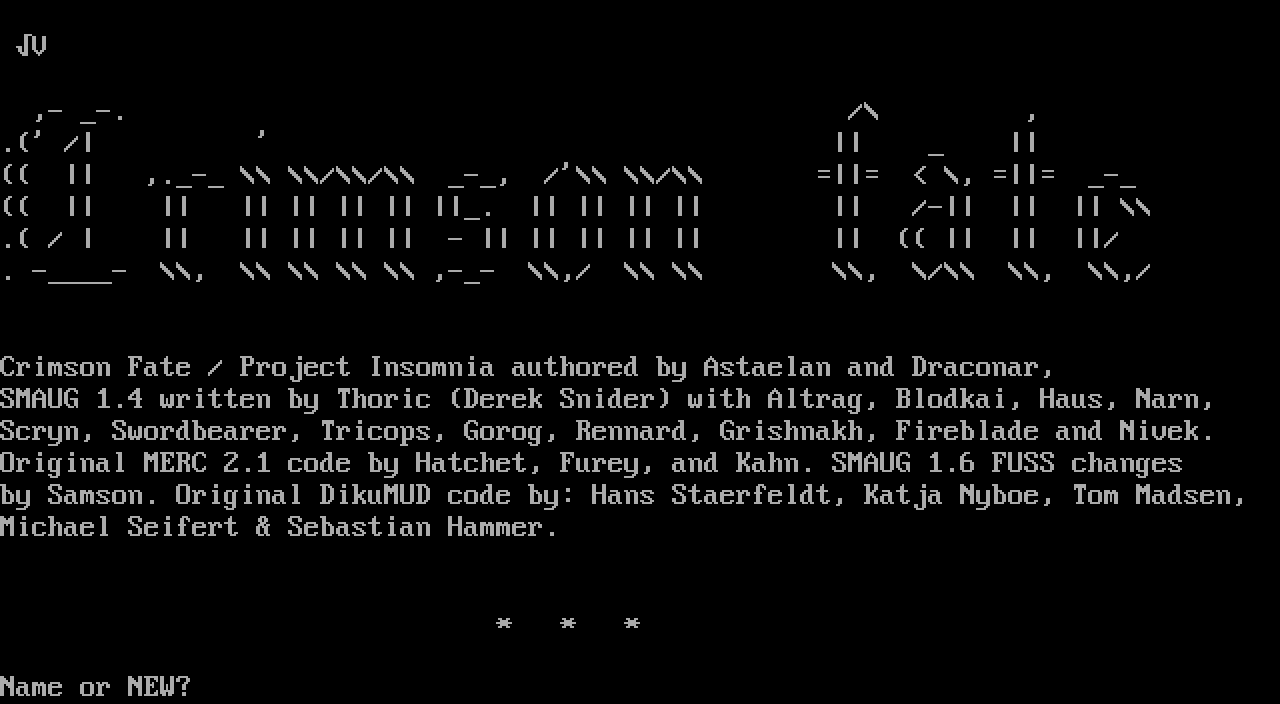 √V
Crimson fate
Crimson Fate / Project Insomnia authored by Astaelan and Draconar,
SMAUG 1.4 written by Thoric (Derek Snider) with Altrag, Blodkai, Haus, Narn,
Scryn, Swordbearer, Tricops, Gorog, Rennard, Grishnakh, Fireblade and Nivek.
Original MERC 2.1 code by Hatchet, Furey, and Kahn. SMAUG 1.6 FUSS changes
by Samson. Original DikuMUD code by: Hans Staerfeldt, Katja Nyboe, Tom Madsen,
Michael Seifert & Sebastian Hammer.
* * *
Name or NEW?